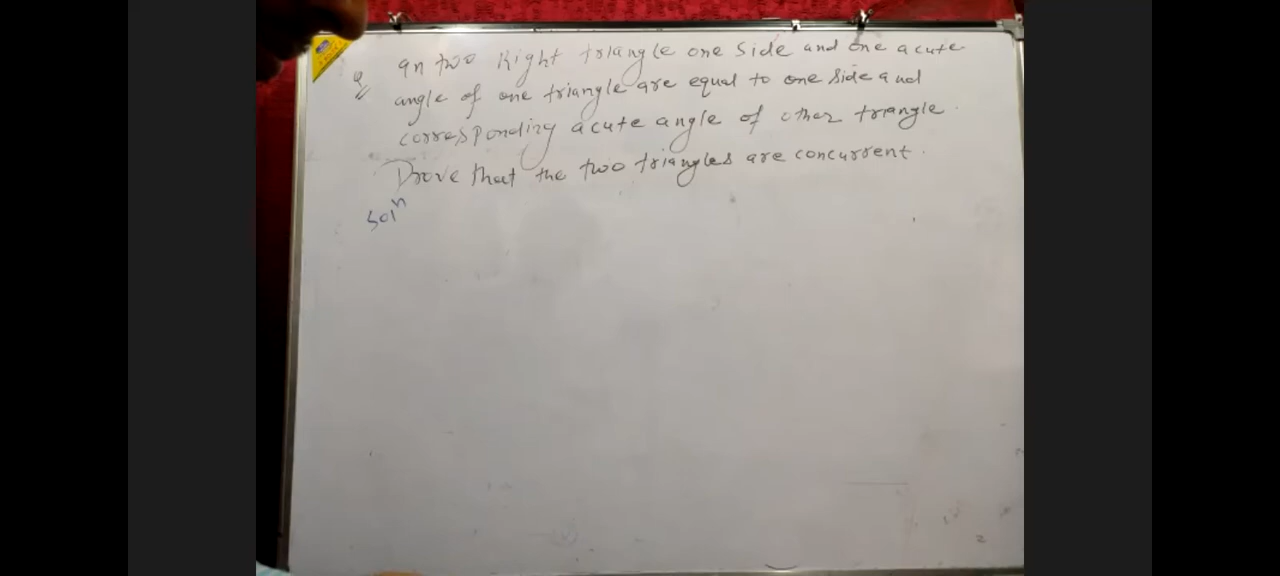 Q In two Right triangle one side and one acute
angle of one triangle are equal to one side and
corresponding acute angle of other triangle.
Prove that the two triangles are concurrent.
Solⁿ